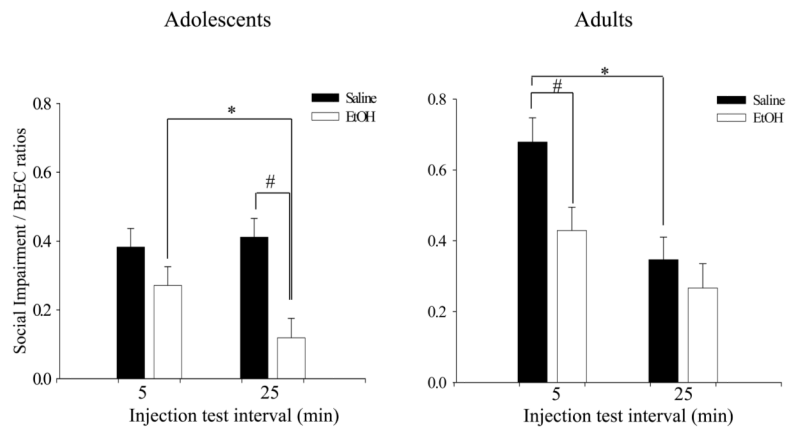 Adolescents
Adults
Social Impairment / BrEC ratios
0.8
0.6
0.4
0.2
0.0
*
#
Saline
EtOH
5
25
Injection test interval (min)
0.8
0.6
0.4
0.2
0.0
*
#
Saline
EtOH
5
25
Injection test interval (min)